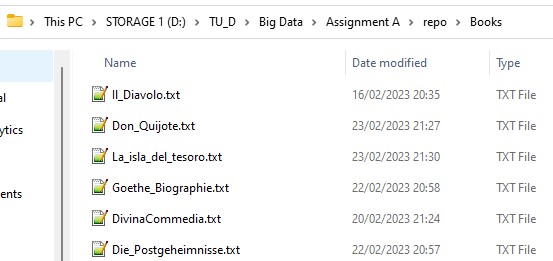 This PC > STORAGE 1 (D:) > TU_D > Big Data > Assignment A > repo > Books
Name Date modified Type
Il_Diavolo.txt 16/02/2023 20:35 TXT File
al
Don_Quijote.txt 23/02/2023 21:27 TXT File
ytics
La_isla_del_tesoro.txt 23/02/2023 21:30 TXT File
Goethe_Biographie.txt 22/02/2023 20:58 TXT File
ents
DivinaCommedia.txt 20/02/2023 21:24 TXT File
Die_Postgeheimnisse.txt 22/02/2023 20:57 TXT File